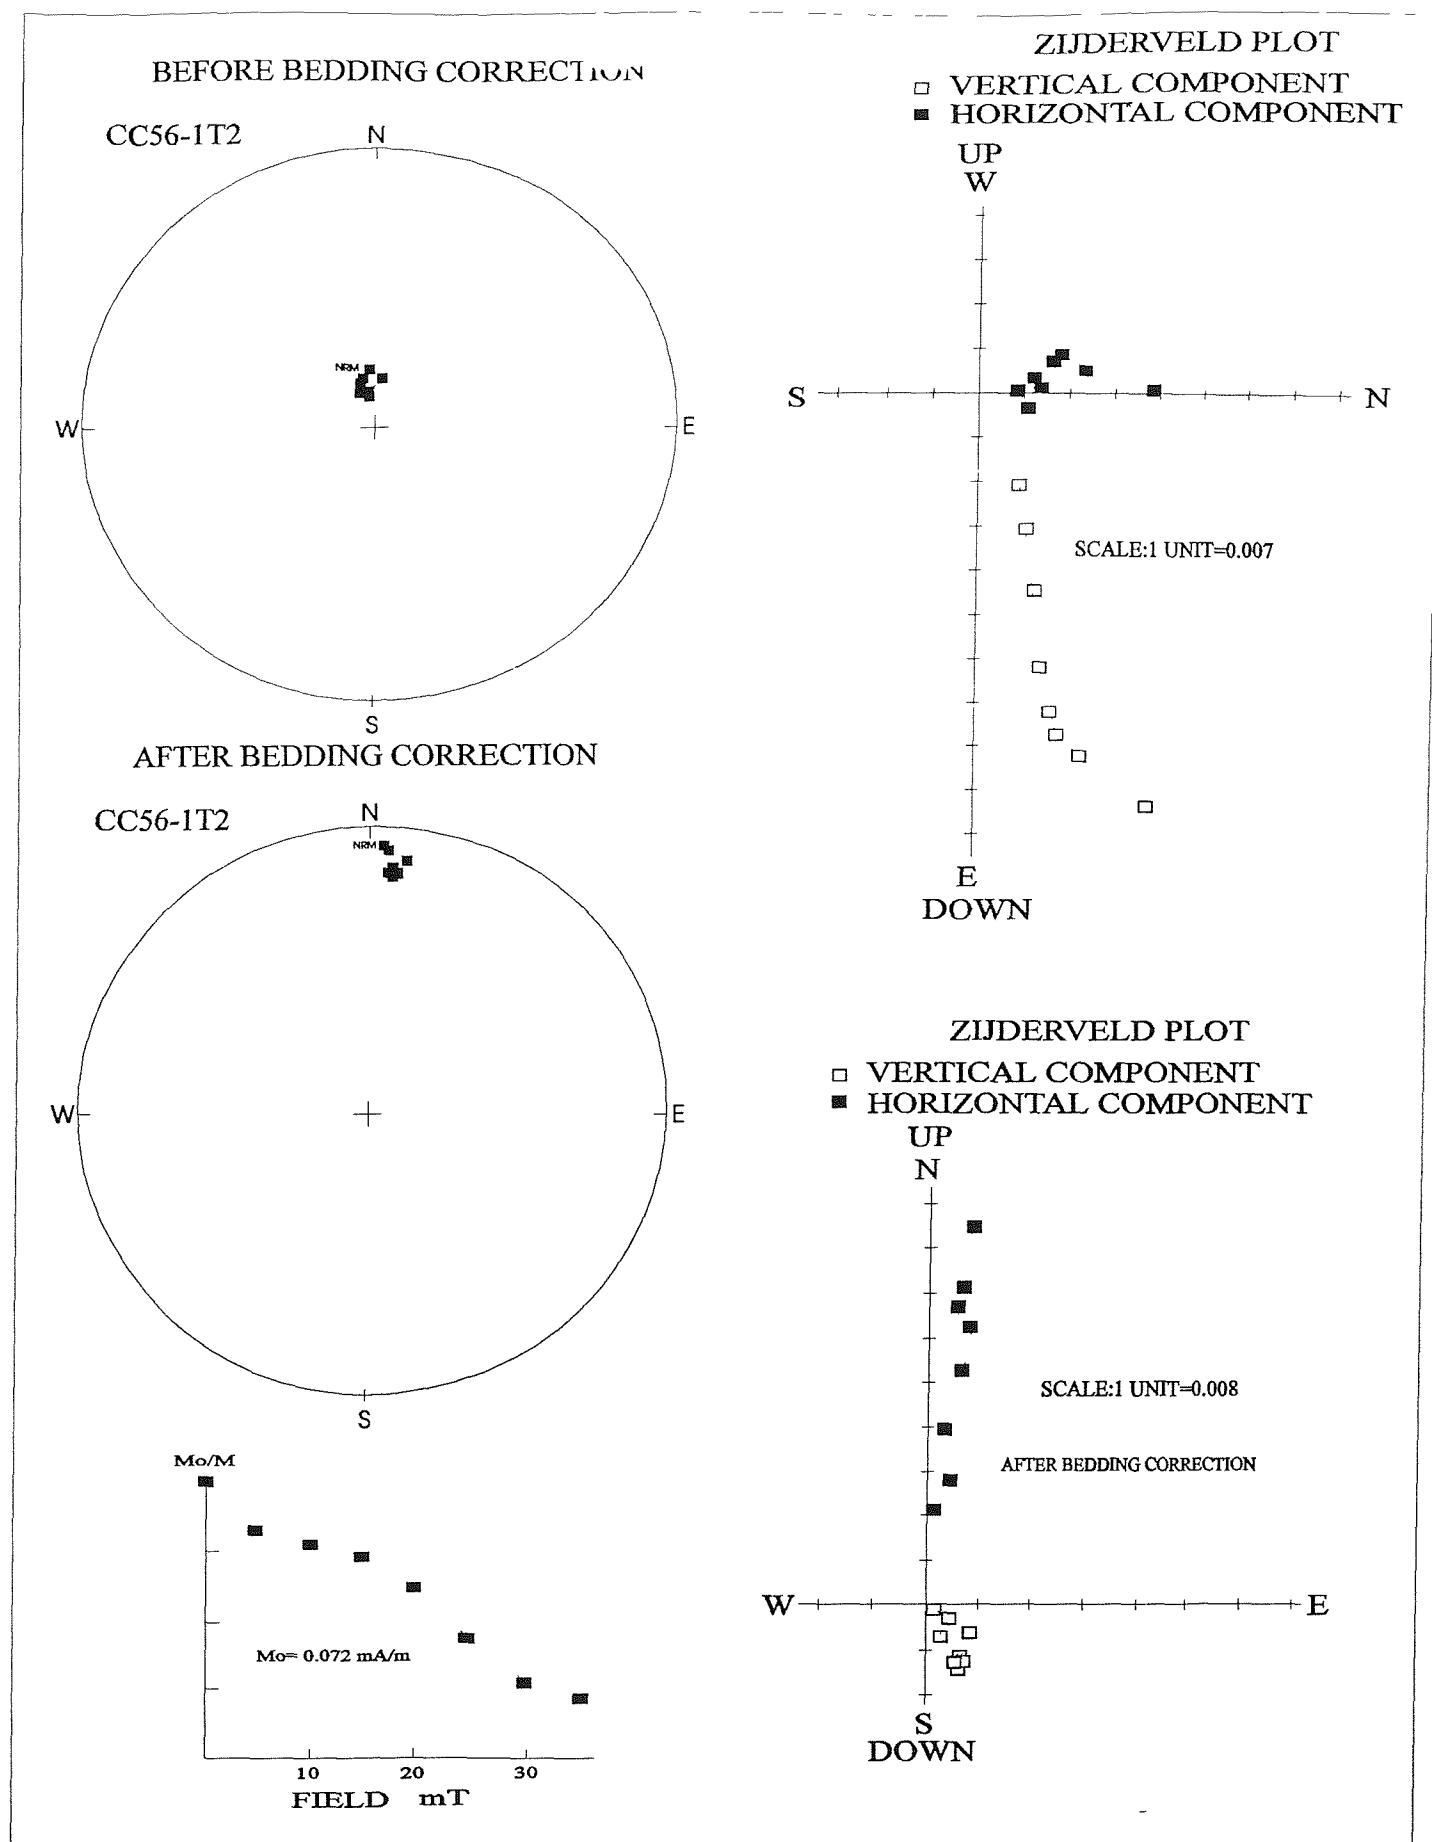 BEFORE BEDDING CORRECTION
CC56-1T2
N
NRM
W
E
S
AFTER BEDDING CORRECTION
CC56-1T2
N
NRM
W
E
S
Mo/M
Mo= 0.072 mA/m
10 20 30
FIELD mT
ZIJDERVELD PLOT
VERTICAL COMPONENT
HORIZONTAL COMPONENT
UP
W
S
N
SCALE:1 UNIT=0.007
E
DOWN
ZIJDERVELD PLOT
VERTICAL COMPONENT
HORIZONTAL COMPONENT
UP
N
SCALE:1 UNIT=0.008
AFTER BEDDING CORRECTION
W
E
S
DOWN